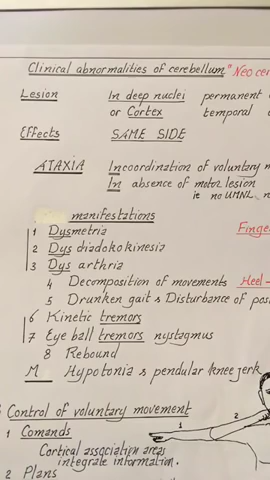 Clinical abnormalities of cerebellum "Neo cer
Lesion In deep nuclei permanent
or Cortex temporal
Effects SAME SIDE
ATAXIA Incoordination of voluntary m
In absence of motor lesion
ie no UMNL
manifestations
1 Dysmetria Finge
2 Dys diadokokinesia
3 Dys arthria
4 Decomposition of movements Heel -
5 Drunken gait & Disturbance of pos
6 Kinetic tremors
7 Eye ball tremors nystagmus
8 Rebound
M Hypotonia & pendular knee jerk
Control of voluntary movement
1 Comands 1 2
Cortical association areas
integrate information.
2 Plans